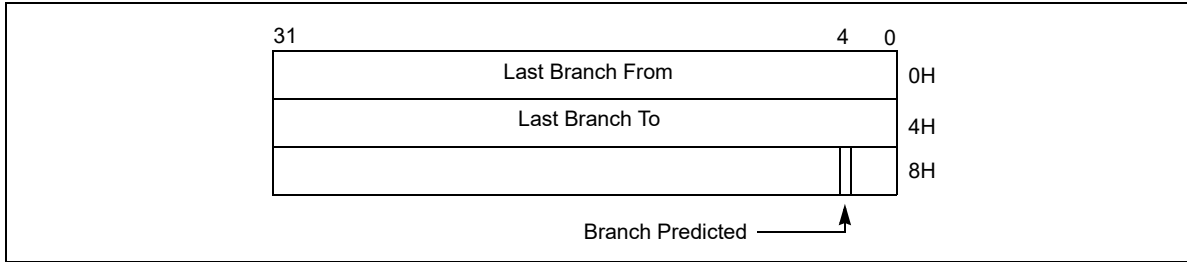 31 4 0
Last Branch From 0H
Last Branch To 4H
8H
Branch Predicted